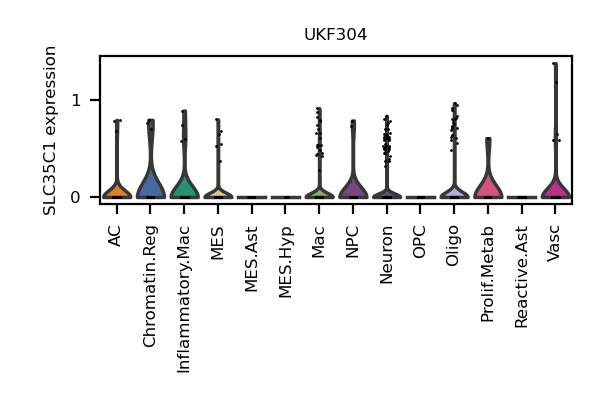 UKF304
SLC35C1 expression
1
0
AC
Chromatin.Reg
Inflammatory.Mac
MES
MES.Ast
MES.Hyp
Mac
NPC
Neuron
OPC
Oligo
Prolif.Metab
Reactive.Ast
Vasc